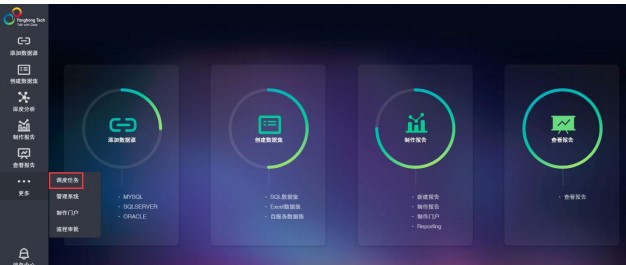 Yonghong Tech
Talk with Data
添加数据源
创建数据集
深度分析
制作报告
查看报告
更多
调度任务
管理系统
制作门户
流程审批
添加数据源
- MYSQL
- SQLSERVER
- ORACLE
创建数据集
- SQL数据集
- Excel数据集
- 自服务数据集
制作报告
- 新建报告
- 制作报告
- 制作门户
- Reporting
查看报告
- 查看报告